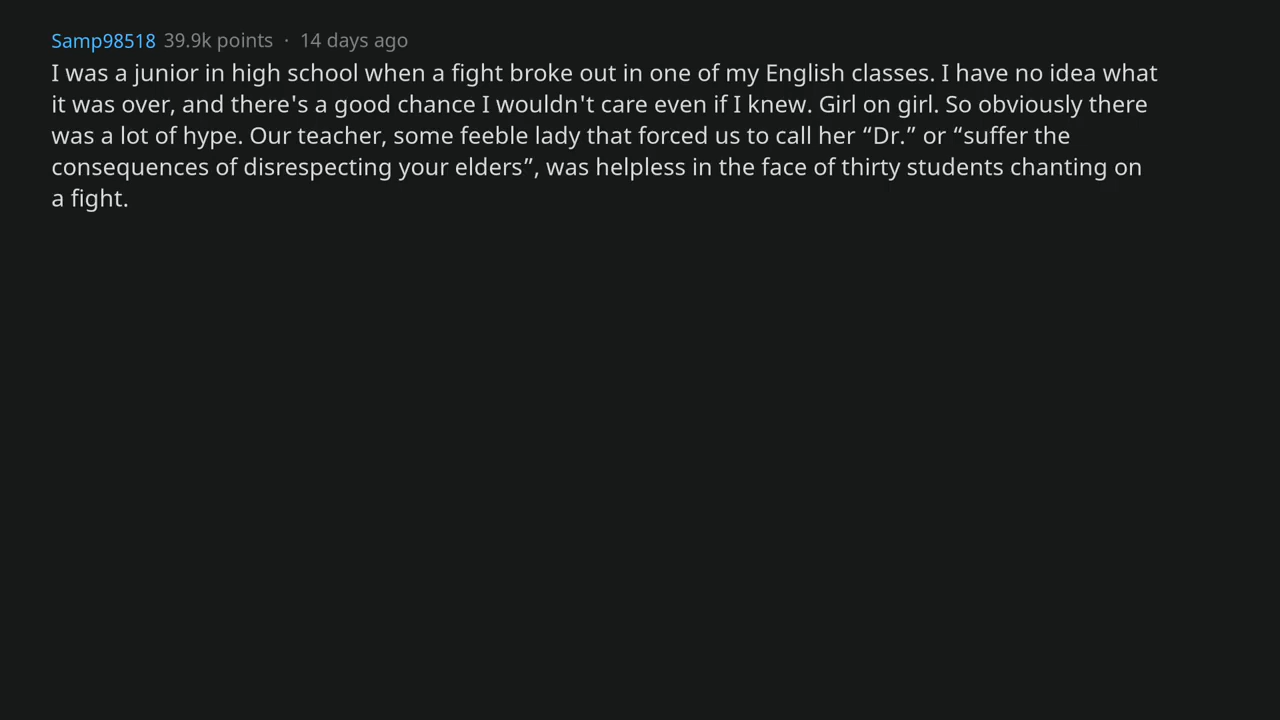 Samp98518 39.9k points · 14 days ago
I was a junior in high school when a fight broke out in one of my English classes. I have no idea what
it was over, and there's a good chance I wouldn't care even if I knew. Girl on girl. So obviously there
was a lot of hype. Our teacher, some feeble lady that forced us to call her “Dr.” or “suffer the
consequences of disrespecting your elders”, was helpless in the face of thirty students chanting on
a fight.